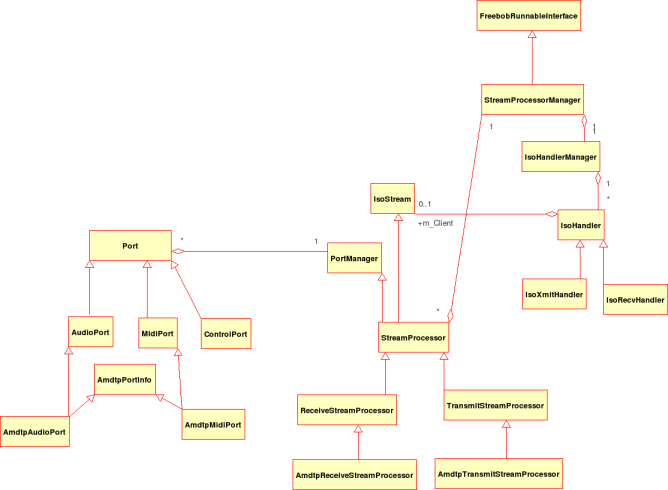 FreebobRunnableInterface
StreamProcessorManager
1
1
1
IsoHandlerManager
1
*
IsoStream
0..1
+m_Client
IsoHandler
Port
*
1
PortManager
IsoXmitHandler
IsoRecvHandler
AudioPort
MidiPort
ControlPort
*
StreamProcessor
AmdtpPortInfo
ReceiveStreamProcessor
TransmitStreamProcessor
AmdtpAudioPort
AmdtpMidiPort
AmdtpReceiveStreamProcessor
AmdtpTransmitStreamProcessor